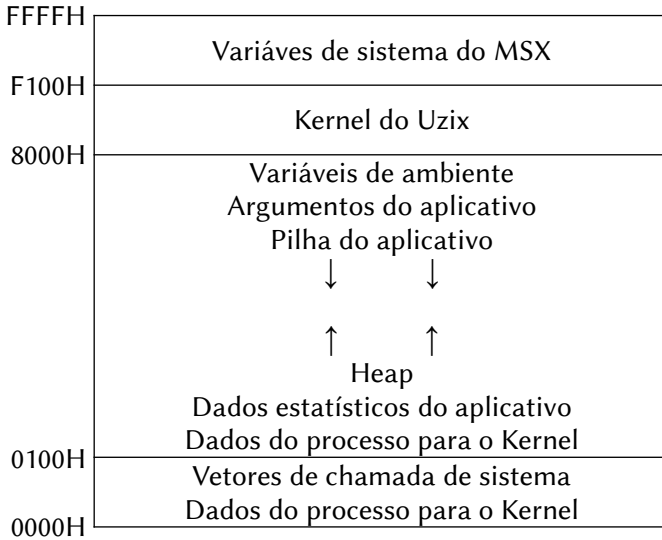 FFFFH
Variáves de sistema do MSX
F100H
Kernel do Uzix
8000H
Variáveis de ambiente
Argumentos do aplicativo
Pilha do aplicativo
↓ ↓
↑ ↑
Heap
Dados estatísticos do aplicativo
Dados do processo para o Kernel
0100H
Vetores de chamada de sistema
Dados do processo para o Kernel
0000H